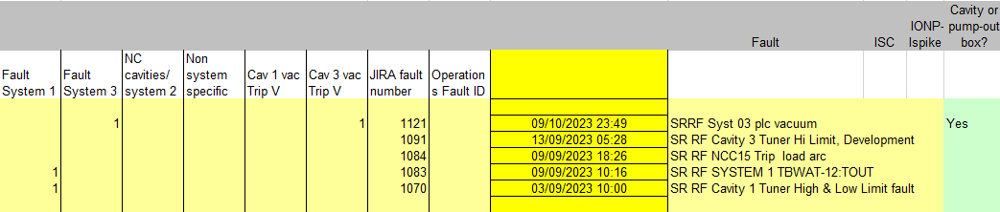 Cavity or
IONP- pump-out
Fault ISC Ispike box?
Fault Fault NC Non Cav 1 vac Cav 3 vac JIRA fault Operation
System 1 System 3 cavities/ system Trip V Trip V number s Fault ID
system 2 specific
1 1 1121 09/10/2023 23:49 SRRF Syst 03 plc vacuum Yes
1091 13/09/2023 05:28 SR RF Cavity 3 Tuner Hi Limit, Development
1084 09/09/2023 18:26 SR RF NCC15 Trip load arc
1 1083 09/09/2023 10:16 SR RF SYSTEM 1 TBWAT-12:TOUT
1 1070 03/09/2023 10:00 SR RF Cavity 1 Tuner High & Low Limit fault